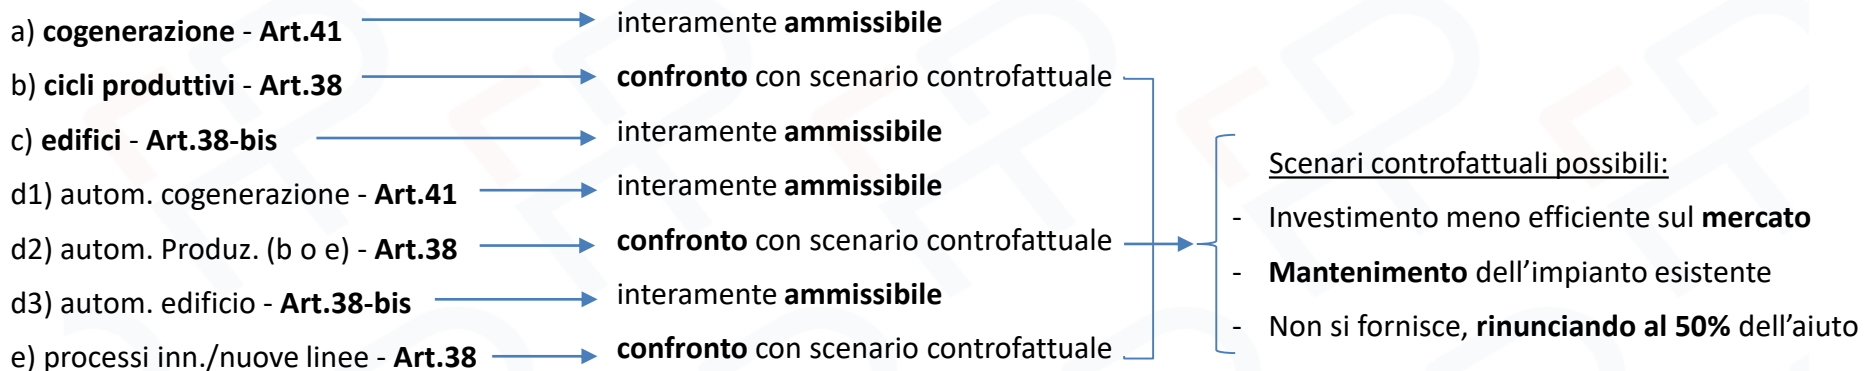 a) cogenerazione - Art.41
interamente ammissibile
b) cicli produttivi - Art.38
confronto con scenario controfattuale
c) edifici - Art.38-bis
interamente ammissibile
d1) autom. cogenerazione - Art.41
interamente ammissibile
d2) autom. Produz. (b o e) - Art.38
confronto con scenario controfattuale
d3) autom. edificio - Art.38-bis
interamente ammissibile
e) processi inn./nuove linee - Art.38
confronto con scenario controfattuale
Scenari controfattuali possibili:
- Investimento meno efficiente sul mercato
- Mantenimento dell’impianto esistente
- Non si fornisce, rinunciando al 50% dell’aiuto